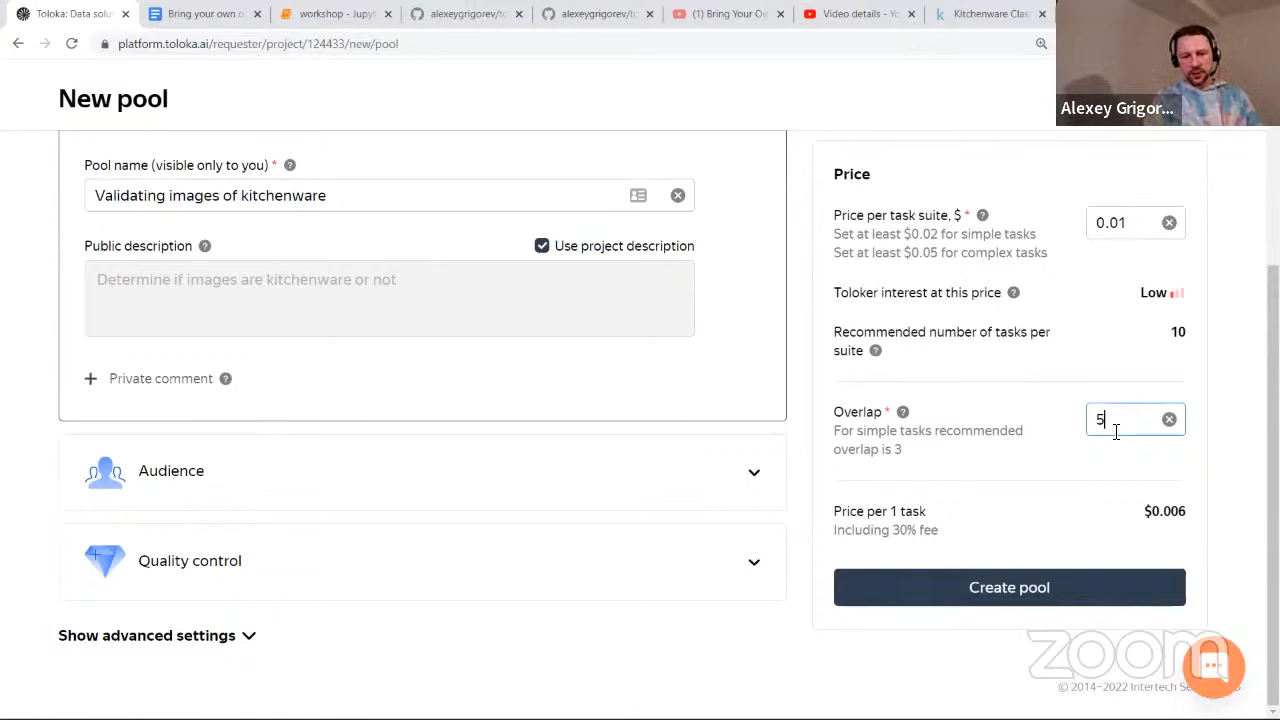 Toloka: Data solu
Bring your own
workshop - Jupyt
alexeygrigorev/to
alexeygrigorev/to
(1) Bring Your Ow
Video details - Yo
Kitchenware Clas
platform.toloka.ai/requester/project/124433/new/pool
Alexey Grigor...
New pool
Pool name (visible only to you) *
Validating images of kitchenware
Public description
Use project description
Determine if images are kitchenware or not
+ Private comment
Audience
Quality control
Show advanced settings
Price
Price per task suite, $ *
0.01
Set at least $0.02 for simple tasks
Set at least $0.05 for complex tasks
Toloker interest at this price
Low
Recommended number of tasks per
10
suite
Overlap *
5
For simple tasks recommended
overlap is 3
Price per 1 task
$0.006
Including 30% fee
Create pool
zoom
© 2014–2022 Intertech